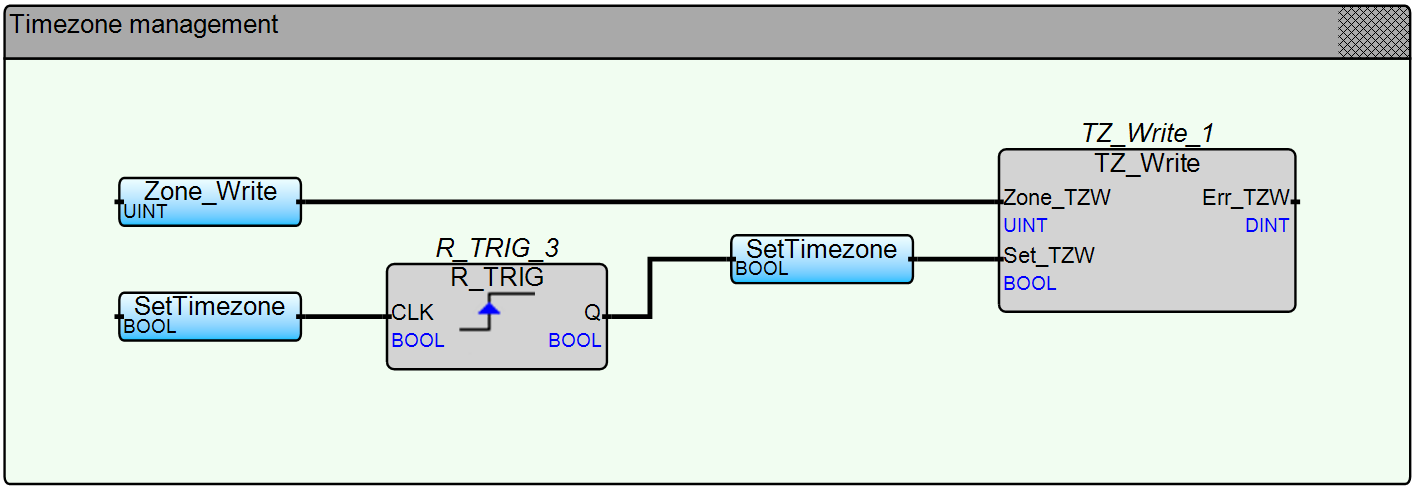 Timezone management
TZ_Write_1
TZ_Write
Zone_Write
UINT
Zone_TZW
Err_TZW
UINT
DINT
R_TRIG_3
R_TRIG
SetTimezone
BOOL
Set_TZW
BOOL
SetTimezone
BOOL
CLK
Q
BOOL
BOOL